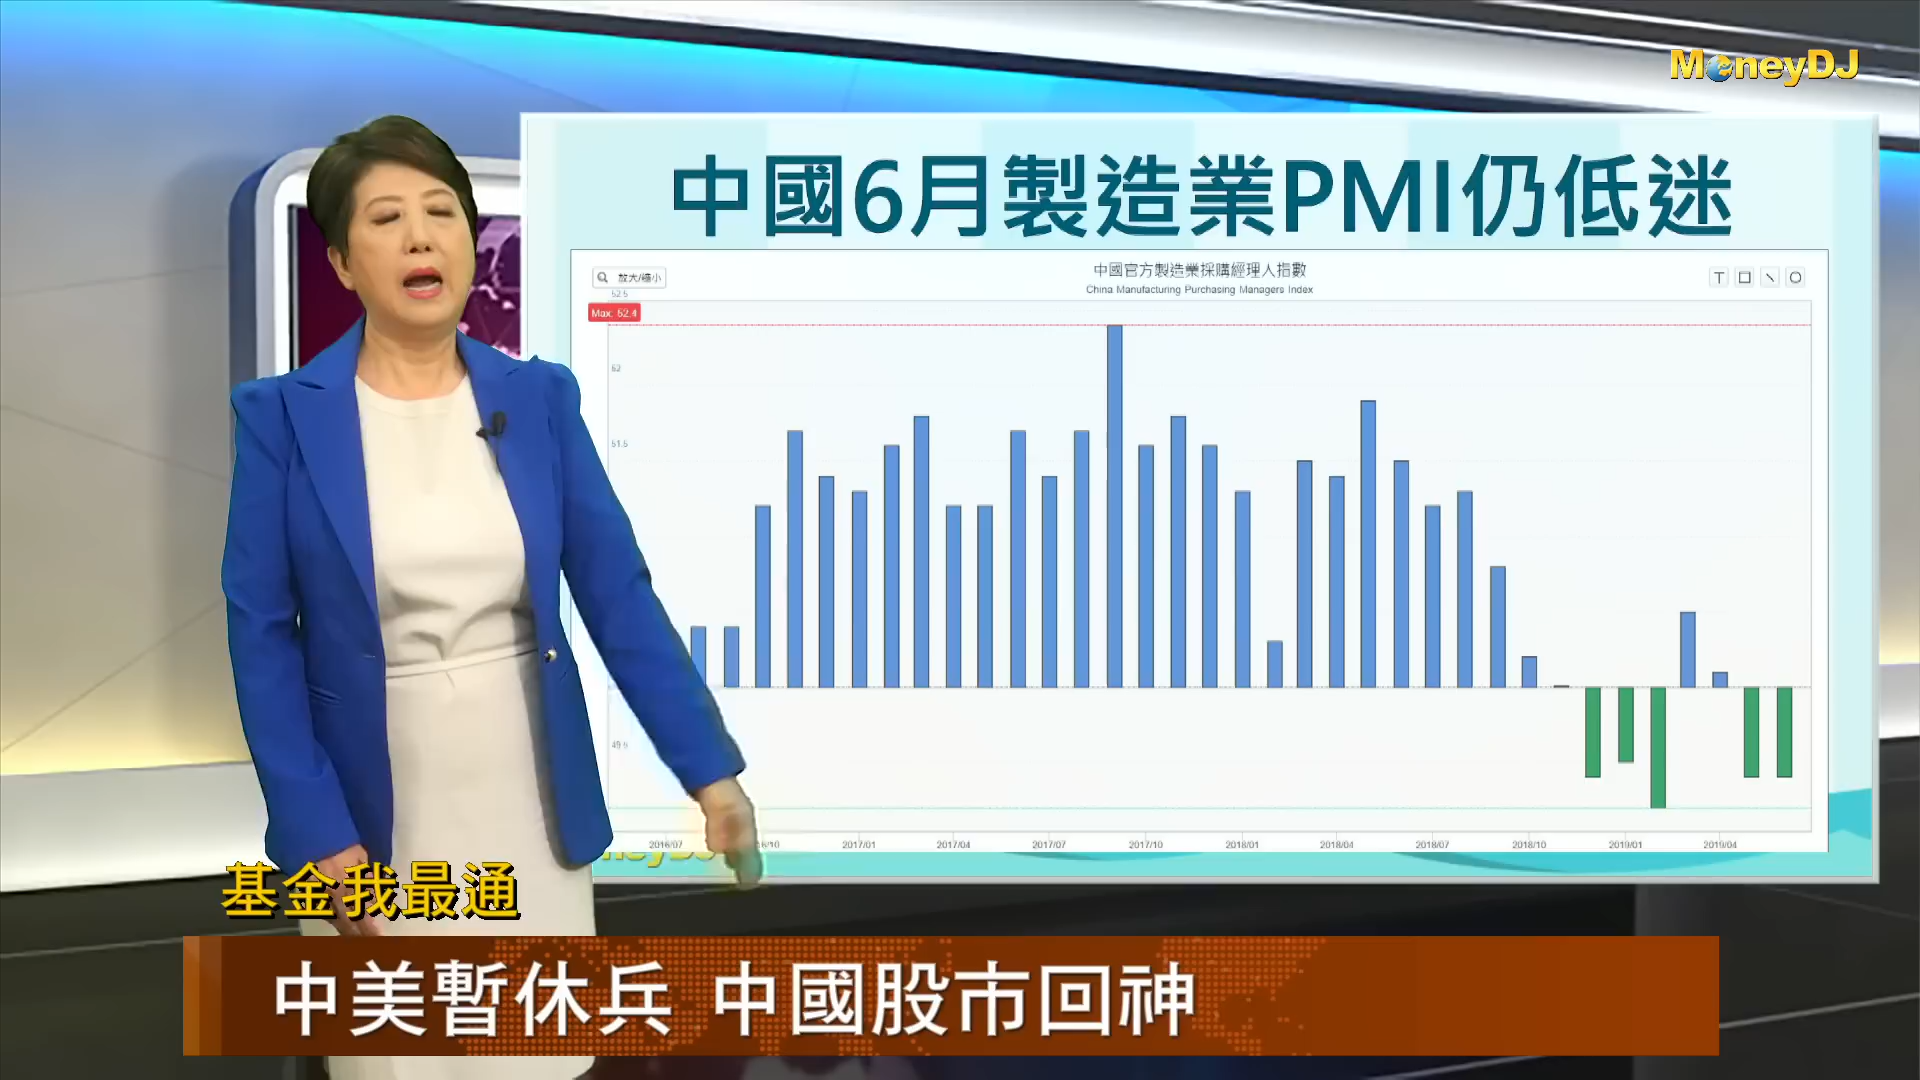 MoneyDJ
中國6月製造業PMI仍低迷
放大/縮小
中國官方製造業採購經理人指數
China Manufacturing Purchasing Managers Index
T
52.5
Max: 52.4
52
51.5
49.5
2016/07
2017/01
2017/04
2017/07
2017/10
2018/01
2018/04
2018/07
2018/10
2019/01
2019/04
基金我最通
中美暫休兵 中國股市回神